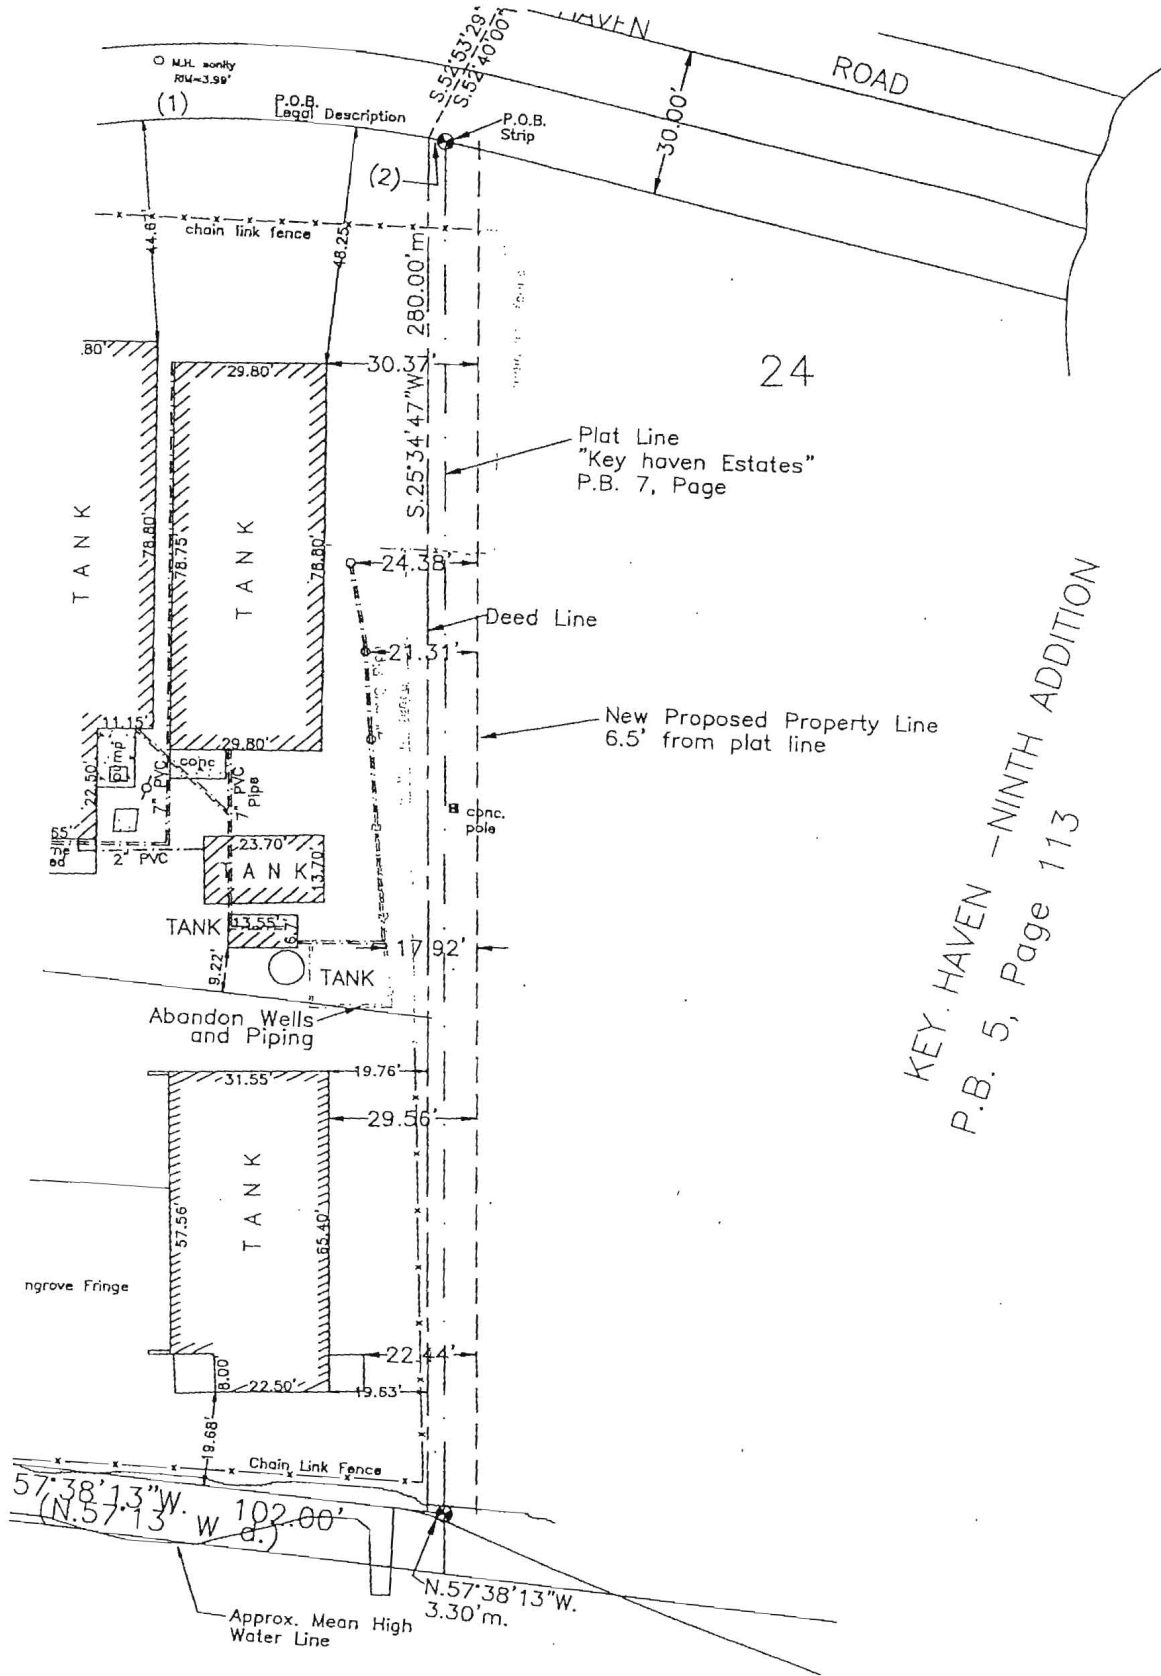 HAVEN
ROAD
S.52°53'29"
S.52°40'00"
M.H. sanity
RIM=3.99'
(1)
P.O.B.
Legal Description
P.O.B.
Strip
30.00'
(2)
chain link fence
44.6'
48.25'
280.00'm.
S.25°34'47"W.
.80'
29.80'
30.37'
24
Plat Line
"Key haven Estates"
P.B. 7, Page
TANK
78.80'
78.75'
TANK
78.80'
24.38'
Deed Line
21.31'
New Proposed Property Line
6.5' from plat line
11.15'
29.80'
pump
conc
22.50'
7" PVC
7" PVC
Pipe
conc.
pole
65'
2" PVC
23.70'
TANK
13.70'
TANK
13.55'
6.7
17.92'
9.22'
TANK
Abandon Wells
and Piping
KEY HAVEN -NINTH ADDITION
P.B. 5, Page 113
31.55'
19.76'
29.56'
TANK
57.56'
65.40'
ngrove Fringe
22.44'
8.00'
22.50'
19.63'
19.68'
Chain Link Fence
57°38'13"W. 102.00'
(N.57°13' W d.)
N.57°38'13"W.
3.30'm.
Approx. Mean High
Water Line